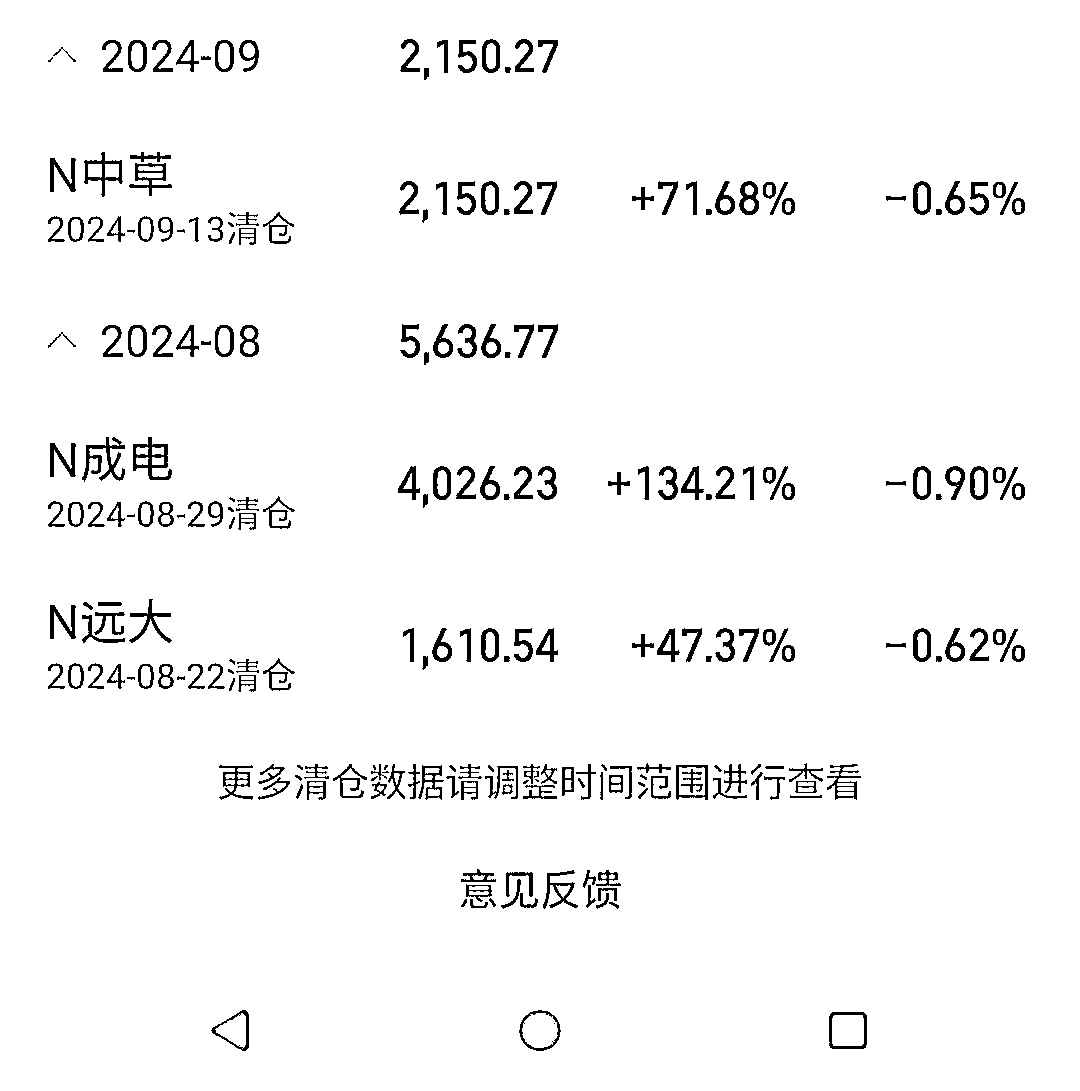 2024-09 2,150.27
N中草 2,150.27 +71.68% -0.65%
2024-09-13清仓
2024-08 5,636.77
N成电 4,026.23 +134.21% -0.90%
2024-08-29清仓
N远大 1,610.54 +47.37% -0.62%
2024-08-22清仓
更多清仓数据请调整时间范围进行查看
意见反馈